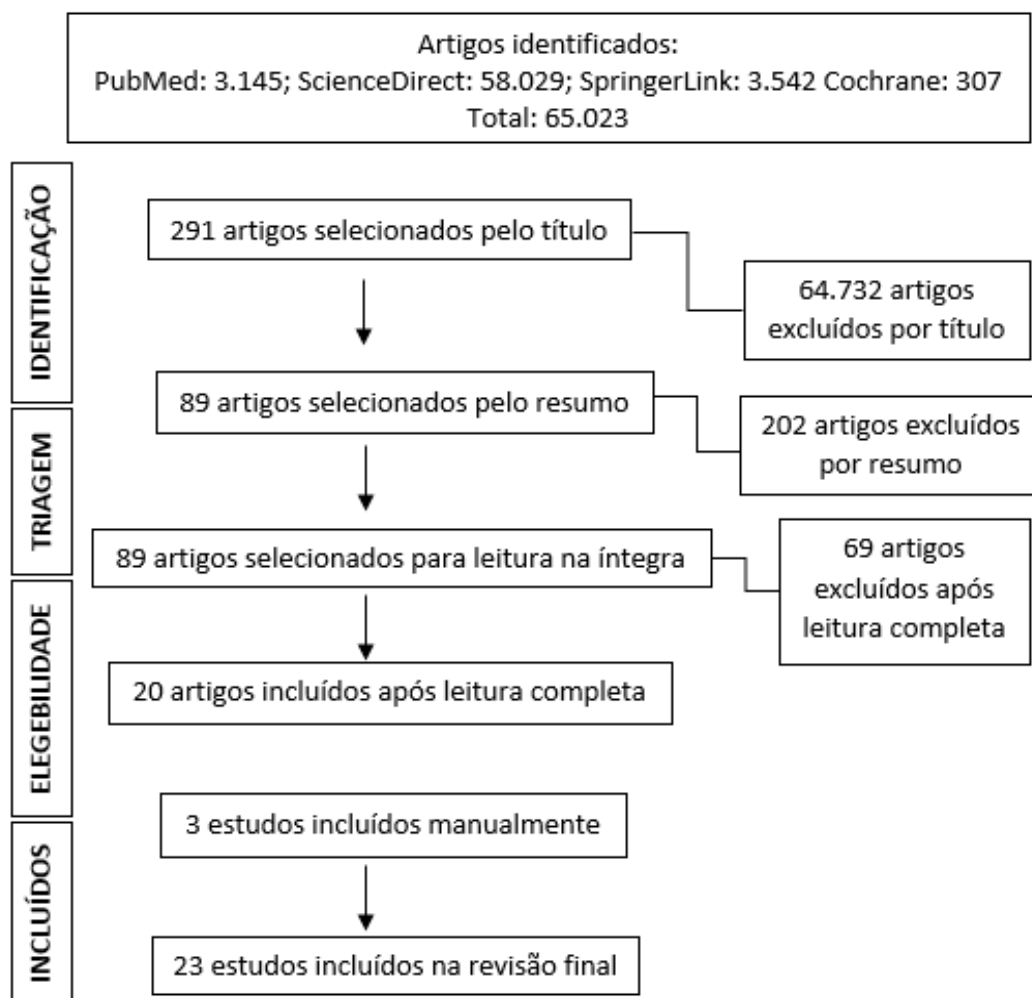 Artigos identificados:
PubMed: 3.145; ScienceDirect: 58.029; SpringerLink: 3.542 Cochrane: 307
Total: 65.023
IDENTIFICAÇÃO
291 artigos selecionados pelo título
64.732 artigos
excluídos por título
89 artigos selecionados pelo resumo
202 artigos excluídos
por resumo
TRIAGEM
89 artigos selecionados para leitura na íntegra
69 artigos
excluídos após
leitura completa
ELEGEBILIDADE
20 artigos incluídos após leitura completa
3 estudos incluídos manualmente
INCLUÍDOS
23 estudos incluídos na revisão final